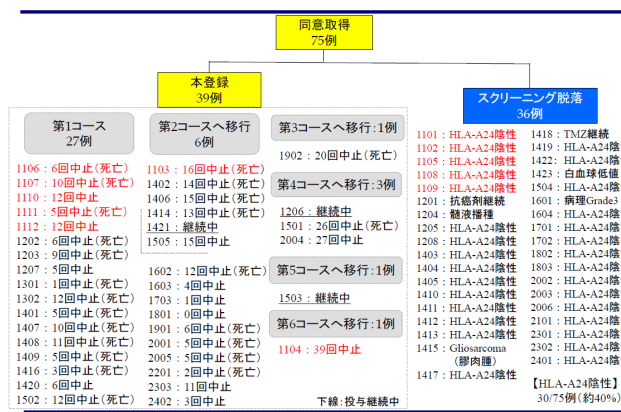 同意取得
75例
本登録
39例
スクリーニング脱落
36例
第1コース
27例
1106：6回中止(死亡)
1107：10回中止(死亡)
1110：12回中止
1111：5回中止(死亡)
1112：12回中止
1202：6回中止(死亡)
1203：9回中止(死亡)
1207：5回中止
1301：1回中止(死亡)
1302：12回中止(死亡)
1401：5回中止(死亡)
1407：10回中止(死亡)
1408：11回中止(死亡)
1409：5回中止(死亡)
1416：3回中止(死亡)
1420：6回中止
1502：12回中止(死亡)
第2コースへ移行
6例
1103：16回中止(死亡)
1402：14回中止(死亡)
1406：15回中止(死亡)
1414：13回中止(死亡)
1421：継続中
1505：15回中止
1602：12回中止(死亡)
1603：4回中止
1703：1回中止
1801：0回中止
1901：6回中止(死亡)
2001：5回中止(死亡)
2005：5回中止(死亡)
2201：2回中止(死亡)
2303：11回中止
2402：3回中止
第3コースへ移行：1例
1902：20回中止(死亡)
第4コースへ移行：3例
1206：継続中
1501：26回中止(死亡)
2004：27回中止
第5コースへ移行：1例
1503：継続中
第6コースへ移行：1例
1104：39回中止
下線：投与継続中
1101：HLA-A24陰性
1102：HLA-A24陰性
1105：HLA-A24陰性
1108：HLA-A24陰性
1109：HLA-A24陰性
1201：抗癌剤継続
1204：髄液播種
1205：HLA-A24陰性
1208：HLA-A24陰性
1403：HLA-A24陰性
1404：HLA-A24陰性
1405：HLA-A24陰性
1410：HLA-A24陰性
1411：HLA-A24陰性
1412：HLA-A24陰性
1413：HLA-A24陰性
1415：Gliosarcoma
(膠肉腫)
1417：HLA-A24陰性
1418：TMZ継続
1419：HLA-A24陰
1422：HLA-A24陰
1423：白血球低値
1504：HLA-A24陰
1601：病理Grade3
1604：HLA-A24陰
1701：HLA-A24陰
1702：HLA-A24陰
1802：HLA-A24陰
1803：HLA-A24陰
2002：HLA-A24陰
2003：HLA-A24陰
2006：HLA-A24陰
2101：HLA-A24陰
2301：HLA-A24陰
2302：HLA-A24陰
2401：HLA-A24陰
【HLA-A24陰性】
30/75例(約40%)